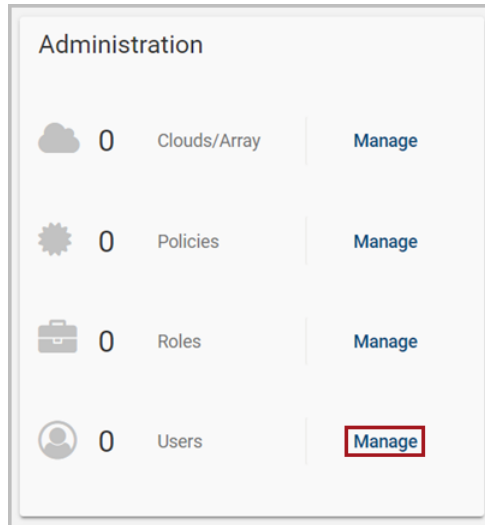 Administration
0 Clouds/Array Manage
0 Policies Manage
0 Roles Manage
0 Users Manage